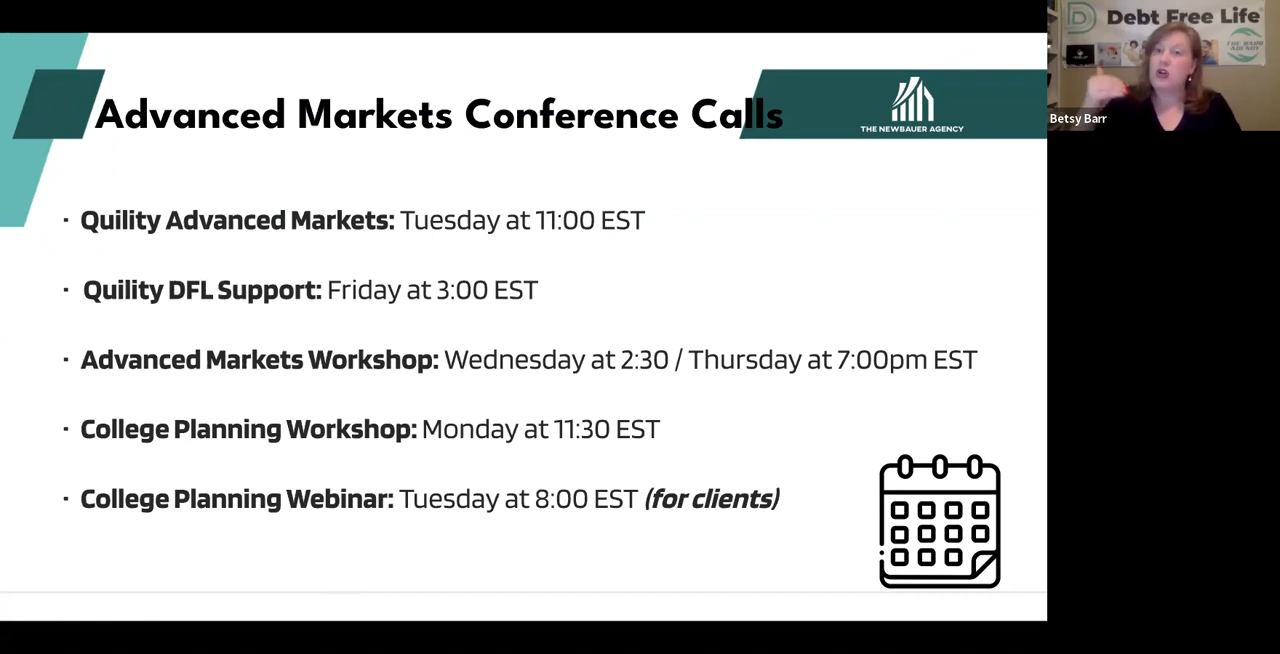 Debt Free Life
THE BARR
AGENCY
Advanced Markets Conference Calls
THE NEWBAUER AGENCY
Betsy Barr
· Quility Advanced Markets: Tuesday at 11:00 EST
· Quility DFL Support: Friday at 3:00 EST
· Advanced Markets Workshop: Wednesday at 2:30 / Thursday at 7:00pm EST
· College Planning Workshop: Monday at 11:30 EST
· College Planning Webinar: Tuesday at 8:00 EST (for clients)